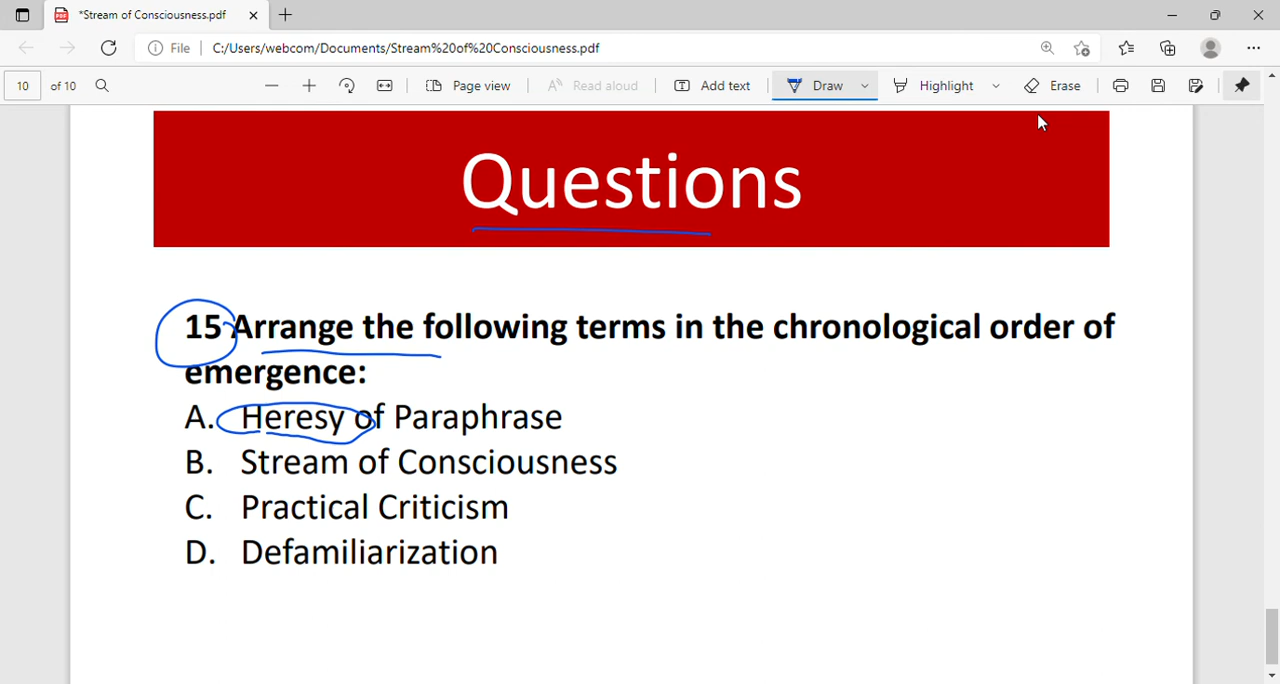 *Stream of Consciousness.pdf
File C:/Users/webcom/Documents/Stream%20of%20Consciousness.pdf
10 of 10 Page view Read aloud Add text Draw Highlight Erase
Questions
15 Arrange the following terms in the chronological order of
emergence:
A. Heresy of Paraphrase
B. Stream of Consciousness
C. Practical Criticism
D. Defamiliarization